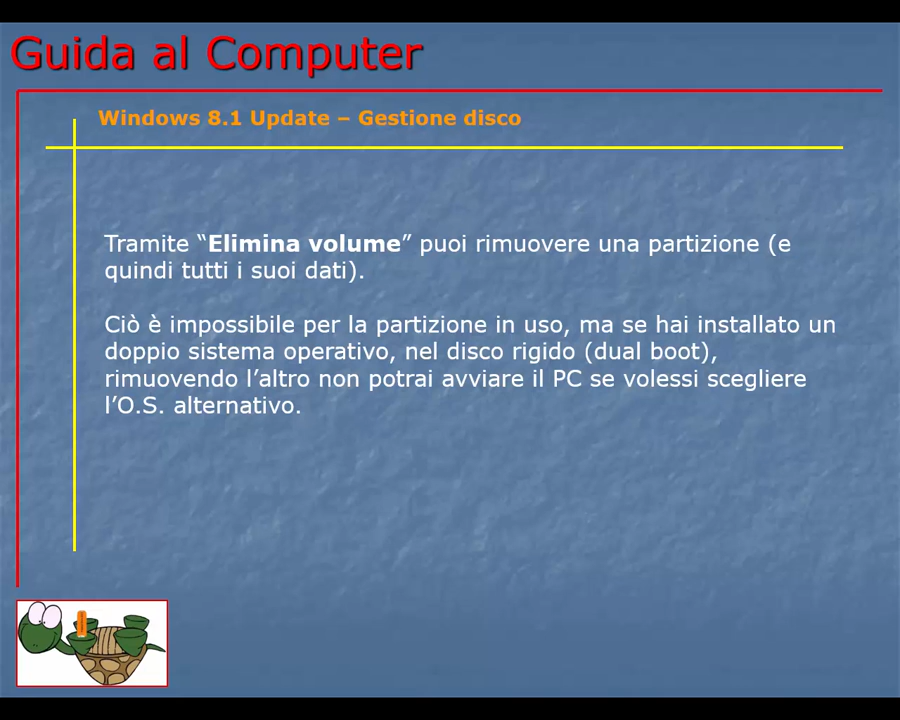 Guida al Computer
Windows 8.1 Update – Gestione disco
Tramite “Elimina volume” puoi rimuovere una partizione (e
quindi tutti i suoi dati).
Ciò è impossibile per la partizione in uso, ma se hai installato un
doppio sistema operativo, nel disco rigido (dual boot),
rimuovendo l’altro non potrai avviare il PC se volessi scegliere
l’O.S. alternativo.